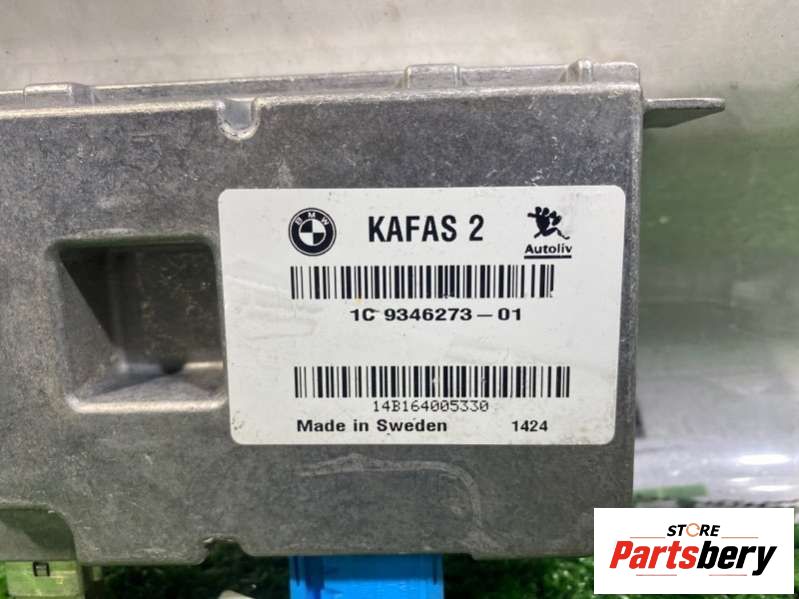 BMW
KAFAS 2
Autoliv
1C 9346273-01
14B164005330
Made in Sweden 1424
STORE
Partsbery